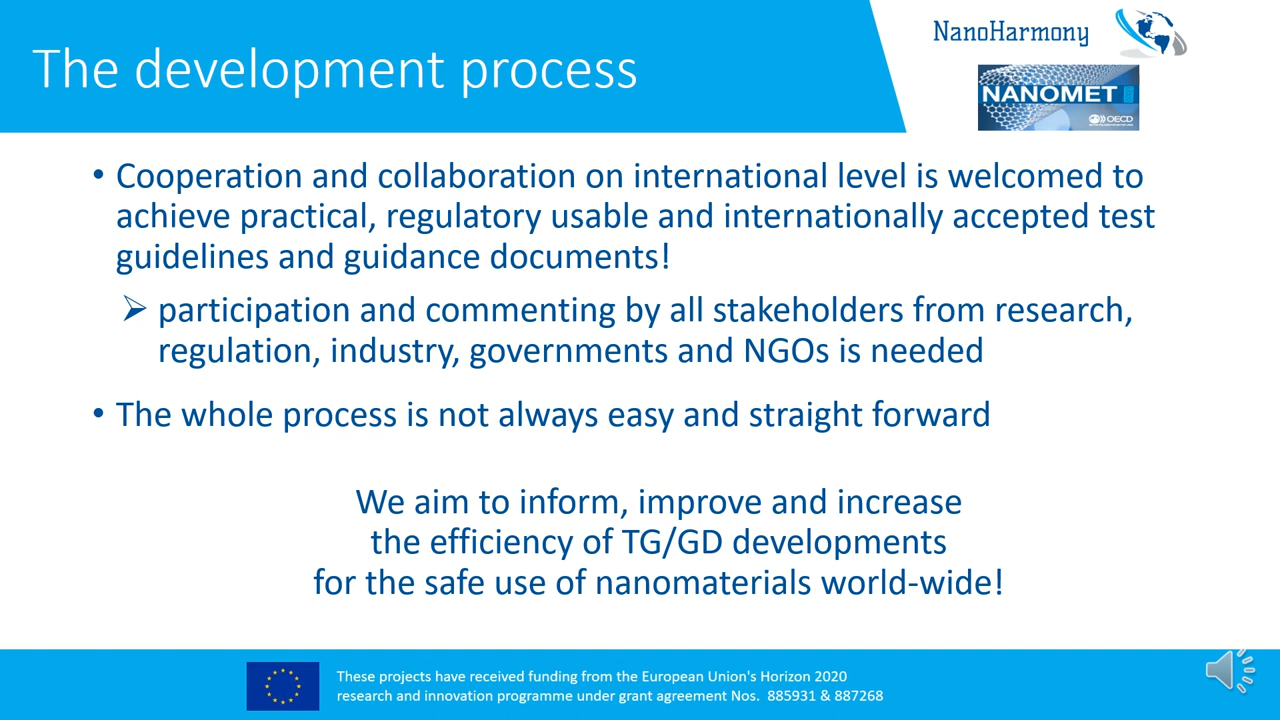 The development process
NanoHarmony
NANOMET
OECD
• Cooperation and collaboration on international level is welcomed to
achieve practical, regulatory usable and internationally accepted test
guidelines and guidance documents!
➢ participation and commenting by all stakeholders from research,
regulation, industry, governments and NGOs is needed
• The whole process is not always easy and straight forward
We aim to inform, improve and increase
the efficiency of TG/GD developments
for the safe use of nanomaterials world-wide!
These projects have received funding from the European Union's Horizon 2020
research and innovation programme under grant agreement Nos. 885931 & 887268